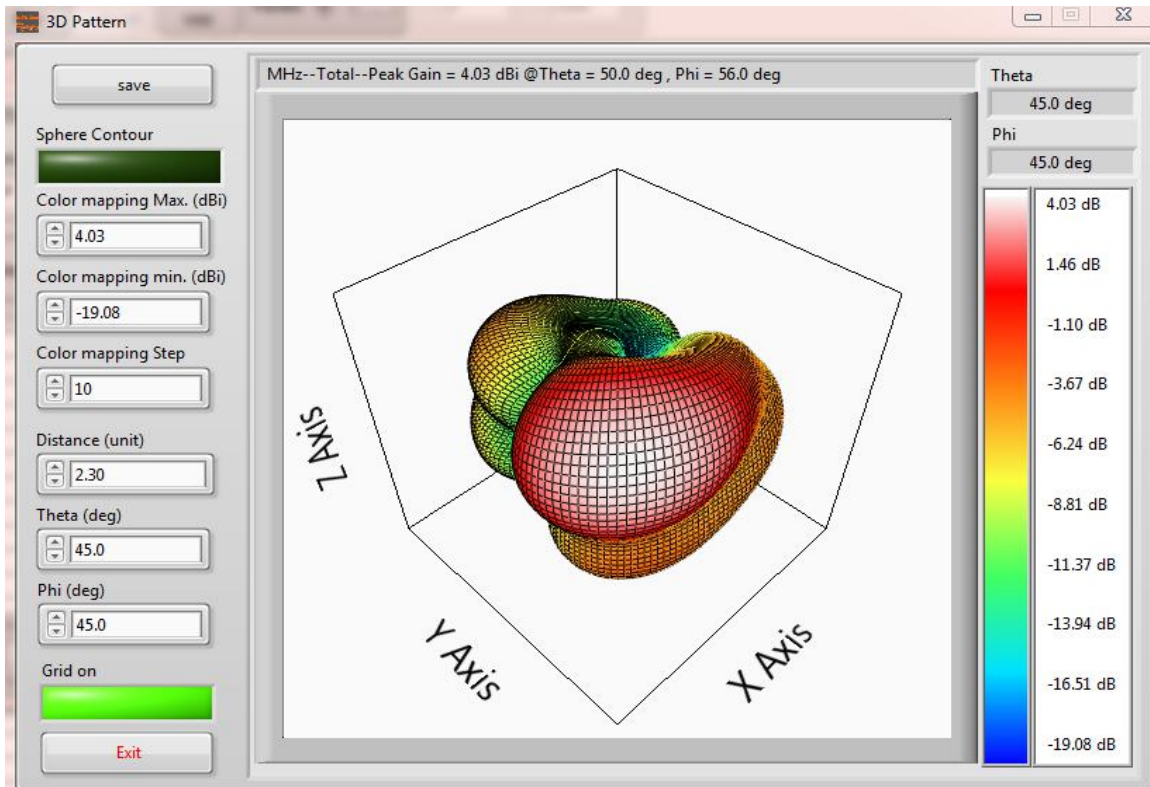 3D Pattern
save
Sphere Contour
Color mapping Max. (dBi)
4.03
Color mapping min. (dBi)
-19.08
Color mapping Step
10
Distance (unit)
2.30
Theta (deg)
45.0
Phi (deg)
45.0
Grid on
Exit
MHz--Total--Peak Gain = 4.03 dBi @Theta = 50.0 deg , Phi = 56.0 deg
Z Axis
Y Axis
X Axis
Theta
45.0 deg
Phi
45.0 deg
4.03 dB
1.46 dB
-1.10 dB
-3.67 dB
-6.24 dB
-8.81 dB
-11.37 dB
-13.94 dB
-16.51 dB
-19.08 dB